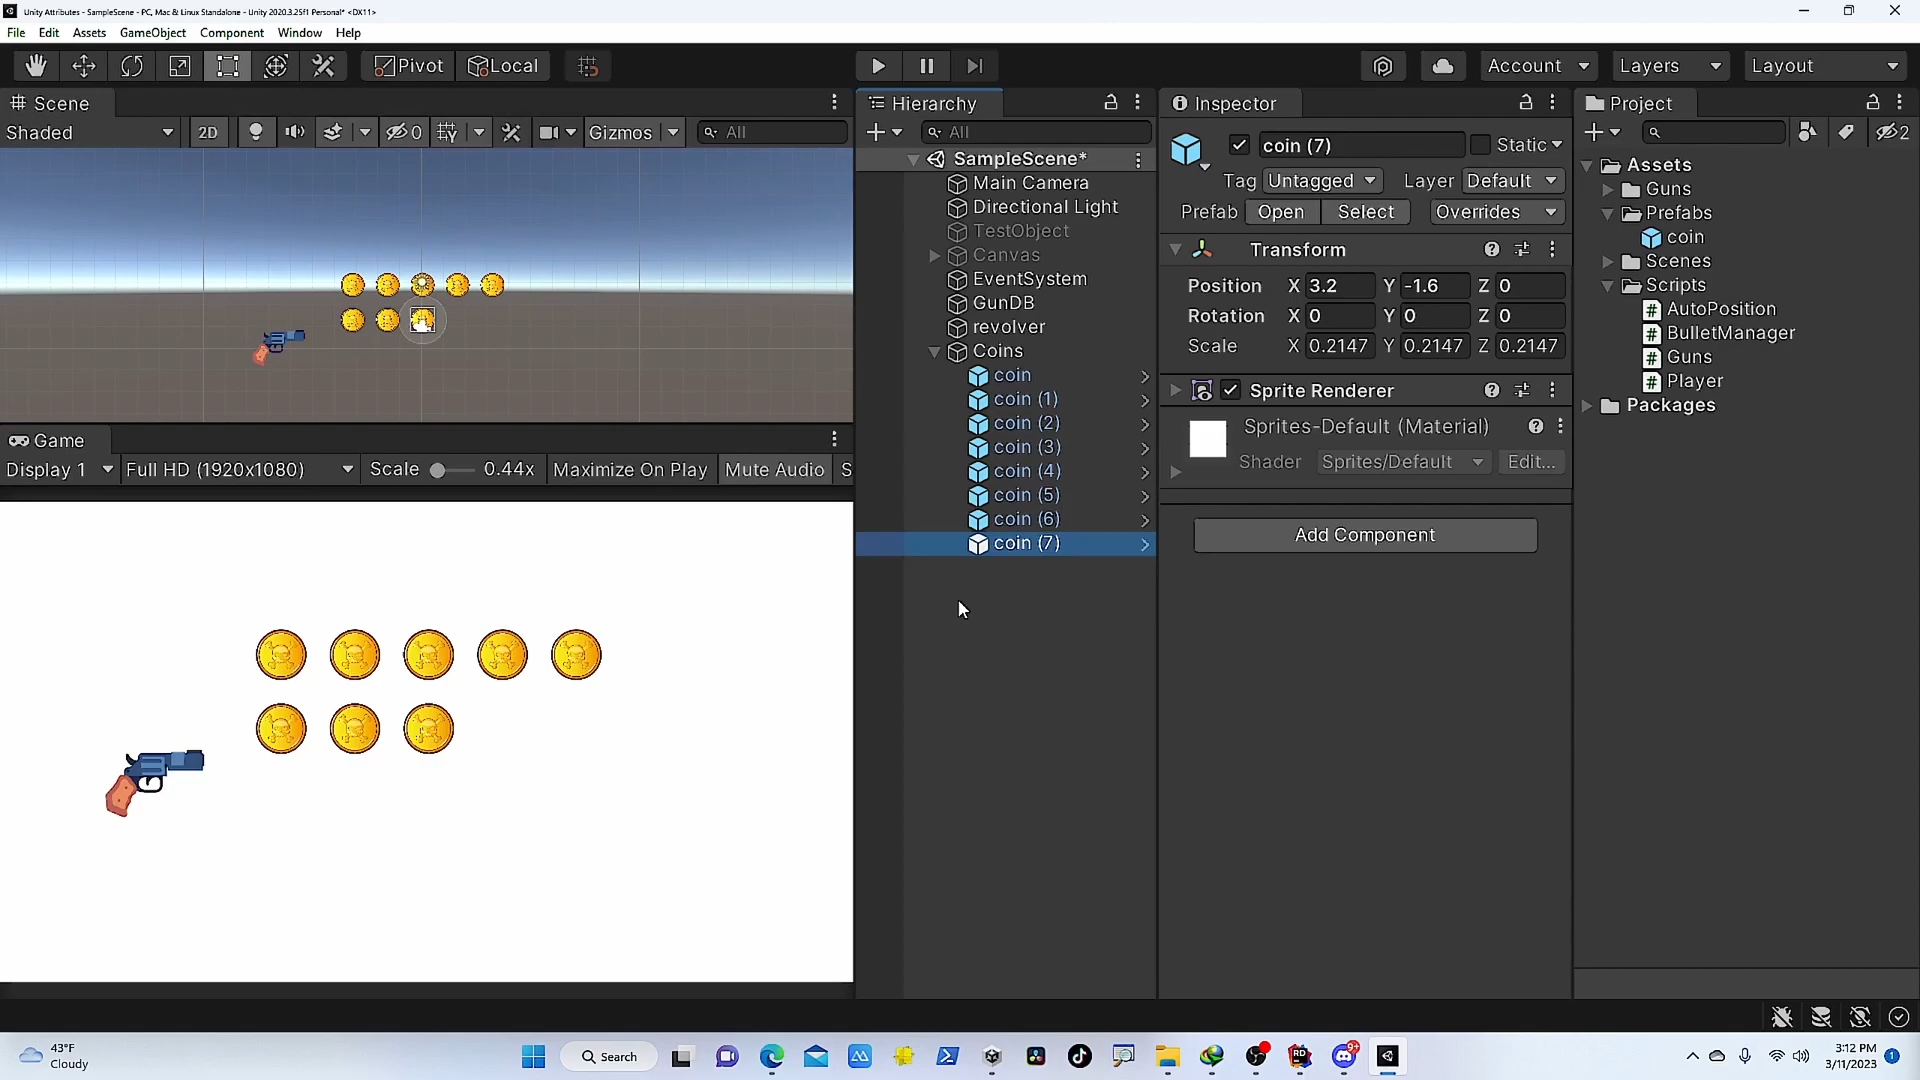 Unity Attributes - SampleScene - PC, Mac & Linux Standalone - Unity 2020.3.25f1 Personal* <DX11>
File Edit Assets GameObject Component Window Help
Pivot Local Account Layers Layout
Scene
Shaded 2D 0 Gizmos All
Hierarchy
All
SampleScene*
Main Camera
Directional Light
TestObject
Canvas
EventSystem
GunDB
revolver
Coins
coin
coin (1)
coin (2)
coin (3)
coin (4)
coin (5)
coin (6)
coin (7)
Inspector
coin (7) Static
Tag Untagged Layer Default
Prefab Open Select Overrides
Transform
Position X 3.2 Y -1.6 Z 0
Rotation X 0 Y 0 Z 0
Scale X 0.2147 Y 0.2147 Z 0.2147
Sprite Renderer
Sprites-Default (Material)
Shader Sprites/Default Edit...
Add Component
Project
2
Assets
Guns
Prefabs
coin
Scenes
Scripts
AutoPosition
BulletManager
Guns
Player
Packages
Game
Display 1 Full HD (1920x1080) Scale 0.44x Maximize On Play Mute Audio S
43°F
Cloudy
Search
RD
9+
3:12 PM
3/11/2023
1